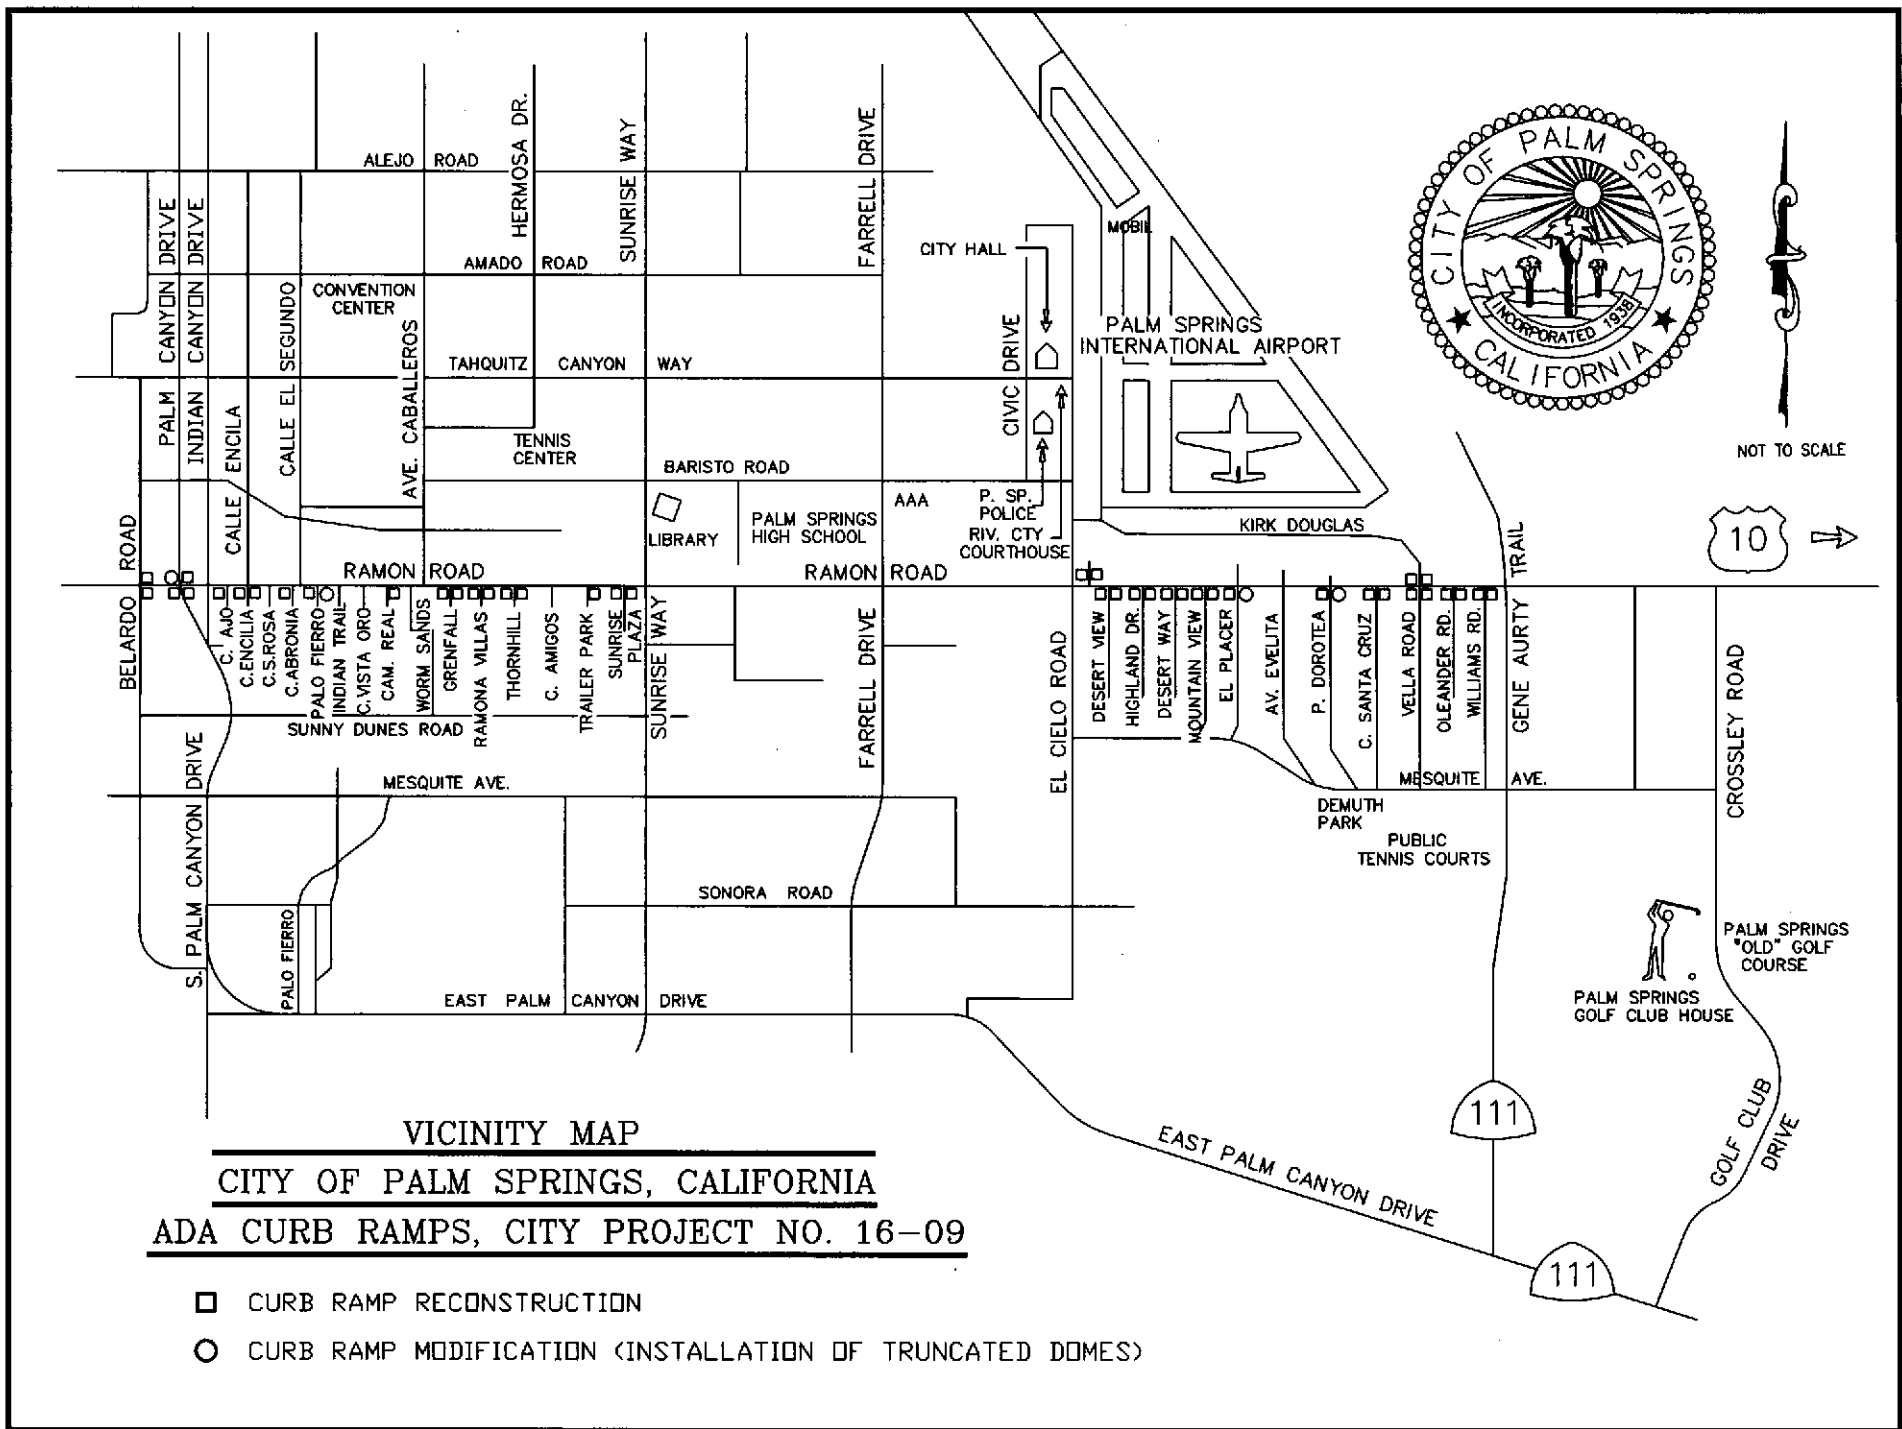 ALEJO ROAD
HERMOSA DR.
SUNRISE WAY
FARRELL DRIVE
PALM CANYON DRIVE
INDIAN CANYON DRIVE
AMADO ROAD
CONVENTION
CENTER
CALLE EL SEGUNDO
AVE. CABALLEROS
CALLE ENCILIA
TAHQUITZ CANYON WAY
TENNIS
CENTER
BARISTO ROAD
CITY HALL
CIVIC DRIVE
MOBIL
PALM SPRINGS
INTERNATIONAL AIRPORT
CITY OF PALM SPRINGS
INCORPORATED 1938
CALIFORNIA
NOT TO SCALE
10
AAA
P. SP.
POLICE
RIV. CTY
COURTHOUSE
LIBRARY
PALM SPRINGS
HIGH SCHOOL
KIRK DOUGLAS
TRAIL
BELARDO ROAD
RAMON ROAD
RAMON ROAD
C. AJO
C.ENCILIA
C.S.ROSA
C.ABRONIA
PALO FIERRO
INDIAN TRAIL
C.VISTA ORO
CAM. REAL
WORM SANDS
GRENFALL
RAMONA VILLAS
THORNHILL
C. AMIGOS
TRAILER PARK
SUNRISE
PLAZA
SUNRISE WAY
FARRELL DRIVE
EL CIELO ROAD
DESERT VIEW
HIGHLAND DR.
DESERT WAY
MOUNTAIN VIEW
EL PLACER
AV. EVELITA
P. DOROTEA
C. SANTA CRUZ
VELLA ROAD
OLEANDER RD.
WILLIAMS RD.
GENE AURTY
CROSSLEY ROAD
SUNNY DUNES ROAD
MESQUITE AVE.
MESQUITE AVE.
S. PALM CANYON DRIVE
DEMUTH
PARK
PUBLIC
TENNIS COURTS
SONORA ROAD
PALO FIERRO
EAST PALM CANYON DRIVE
PALM SPRINGS
"OLD" GOLF
COURSE
PALM SPRINGS
GOLF CLUB HOUSE
111
GOLF CLUB
DRIVE
EAST PALM CANYON DRIVE
111
VICINITY MAP
CITY OF PALM SPRINGS, CALIFORNIA
ADA CURB RAMPS, CITY PROJECT NO. 16-09
CURB RAMP RECONSTRUCTION
CURB RAMP MODIFICATION (INSTALLATION OF TRUNCATED DOMES)